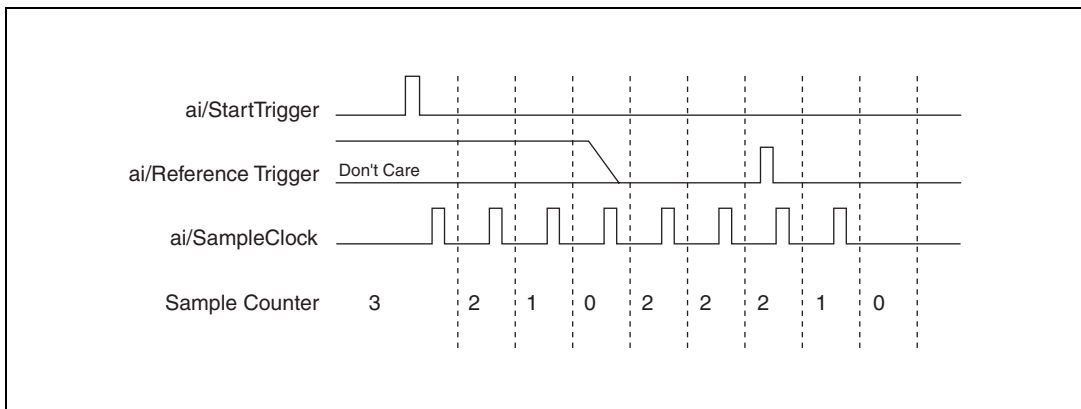 ai/StartTrigger
ai/Reference Trigger
Don't Care
ai/SampleClock
Sample Counter 3 2 1 0 2 2 2 1 0